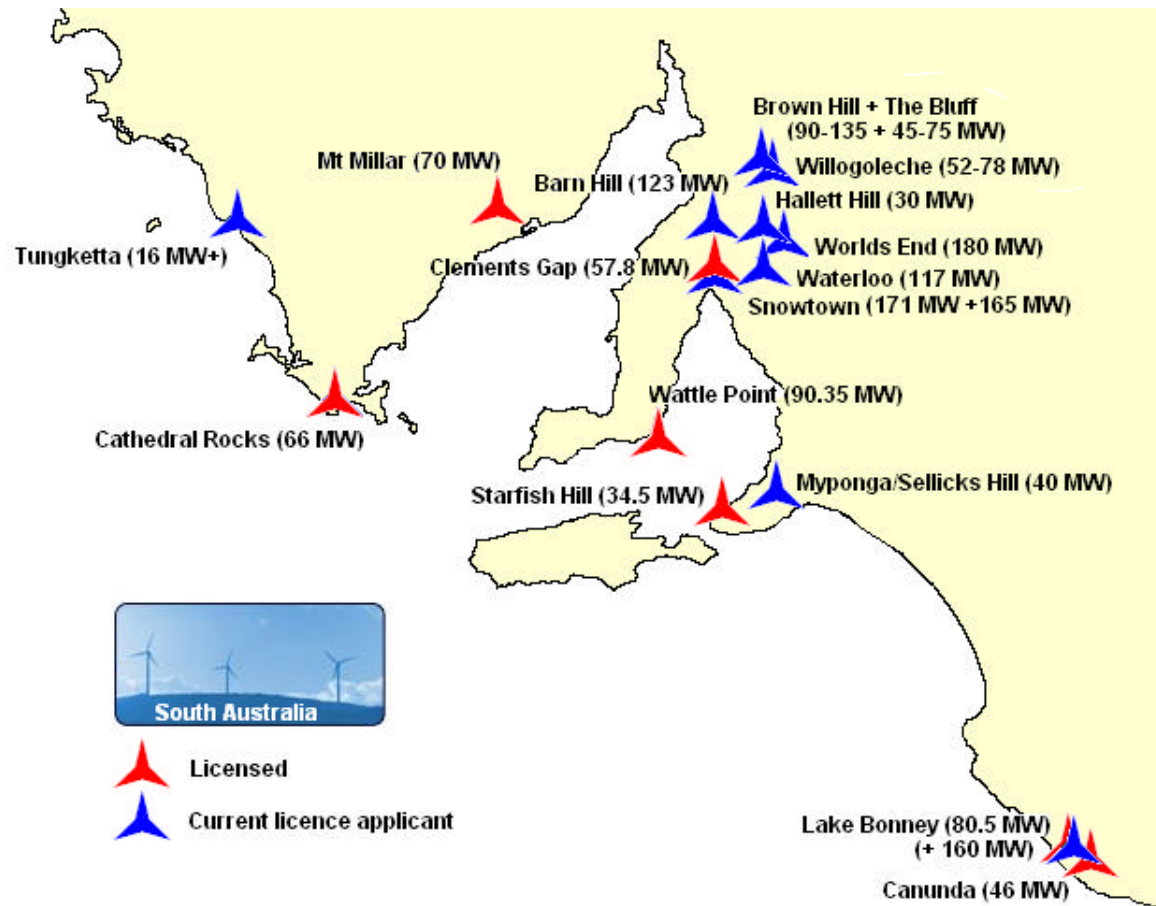 Brown Hill + The Bluff
(90-135 + 45-75 MW)
Mt Millar (70 MW)
Willogoleche (52-78 MW)
Barn Hill (123 MW)
Hallett Hill (30 MW)
Tungketta (16 MW+)
Worlds End (180 MW)
Clements Gap (57.8 MW)
Waterloo (117 MW)
Snowtown (171 MW +165 MW)
Wattle Point (90.35 MW)
Cathedral Rocks (66 MW)
Myponga/Sellicks Hill (40 MW)
Starfish Hill (34.5 MW)
South Australia
Licensed
Current licence applicant
Lake Bonney (80.5 MW)
(+ 160 MW)
Canunda (46 MW)